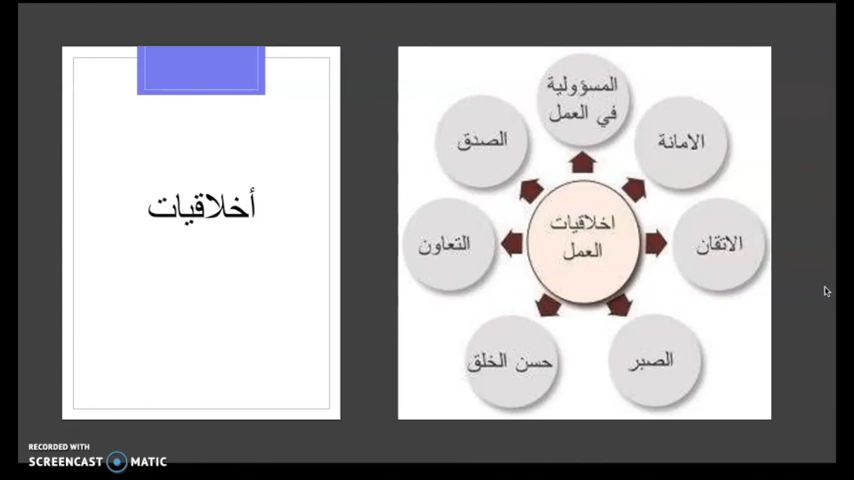 أخلاقيات
المسؤولية
في العمل
الامانة
الاتقان
الصبر
حسن الخلق
التعاون
الصدق
اخلاقيات
العمل
RECORDED WITH
SCREENCAST MATIC